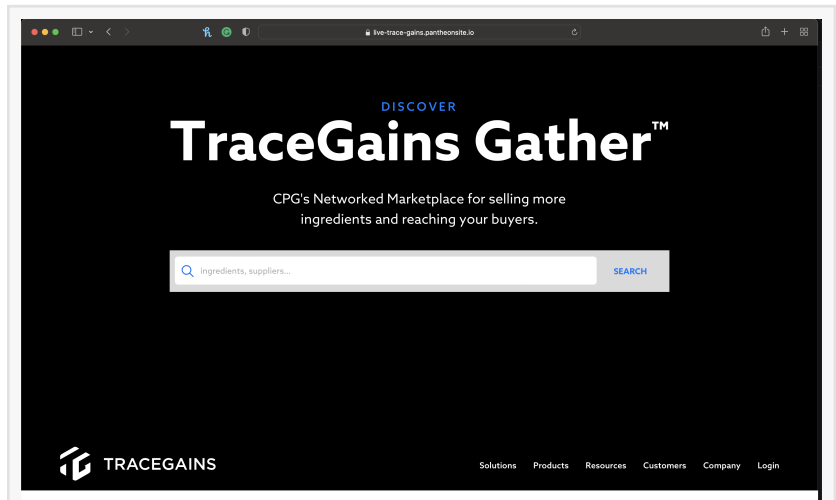 live-trace-gains.pantheonsite.io
DISCOVER
TraceGains Gather™
CPG's Networked Marketplace for selling more
ingredients and reaching your buyers.
ingredients, suppliers...
SEARCH
TRACEGAINS
Solutions Products Resources Customers Company Login